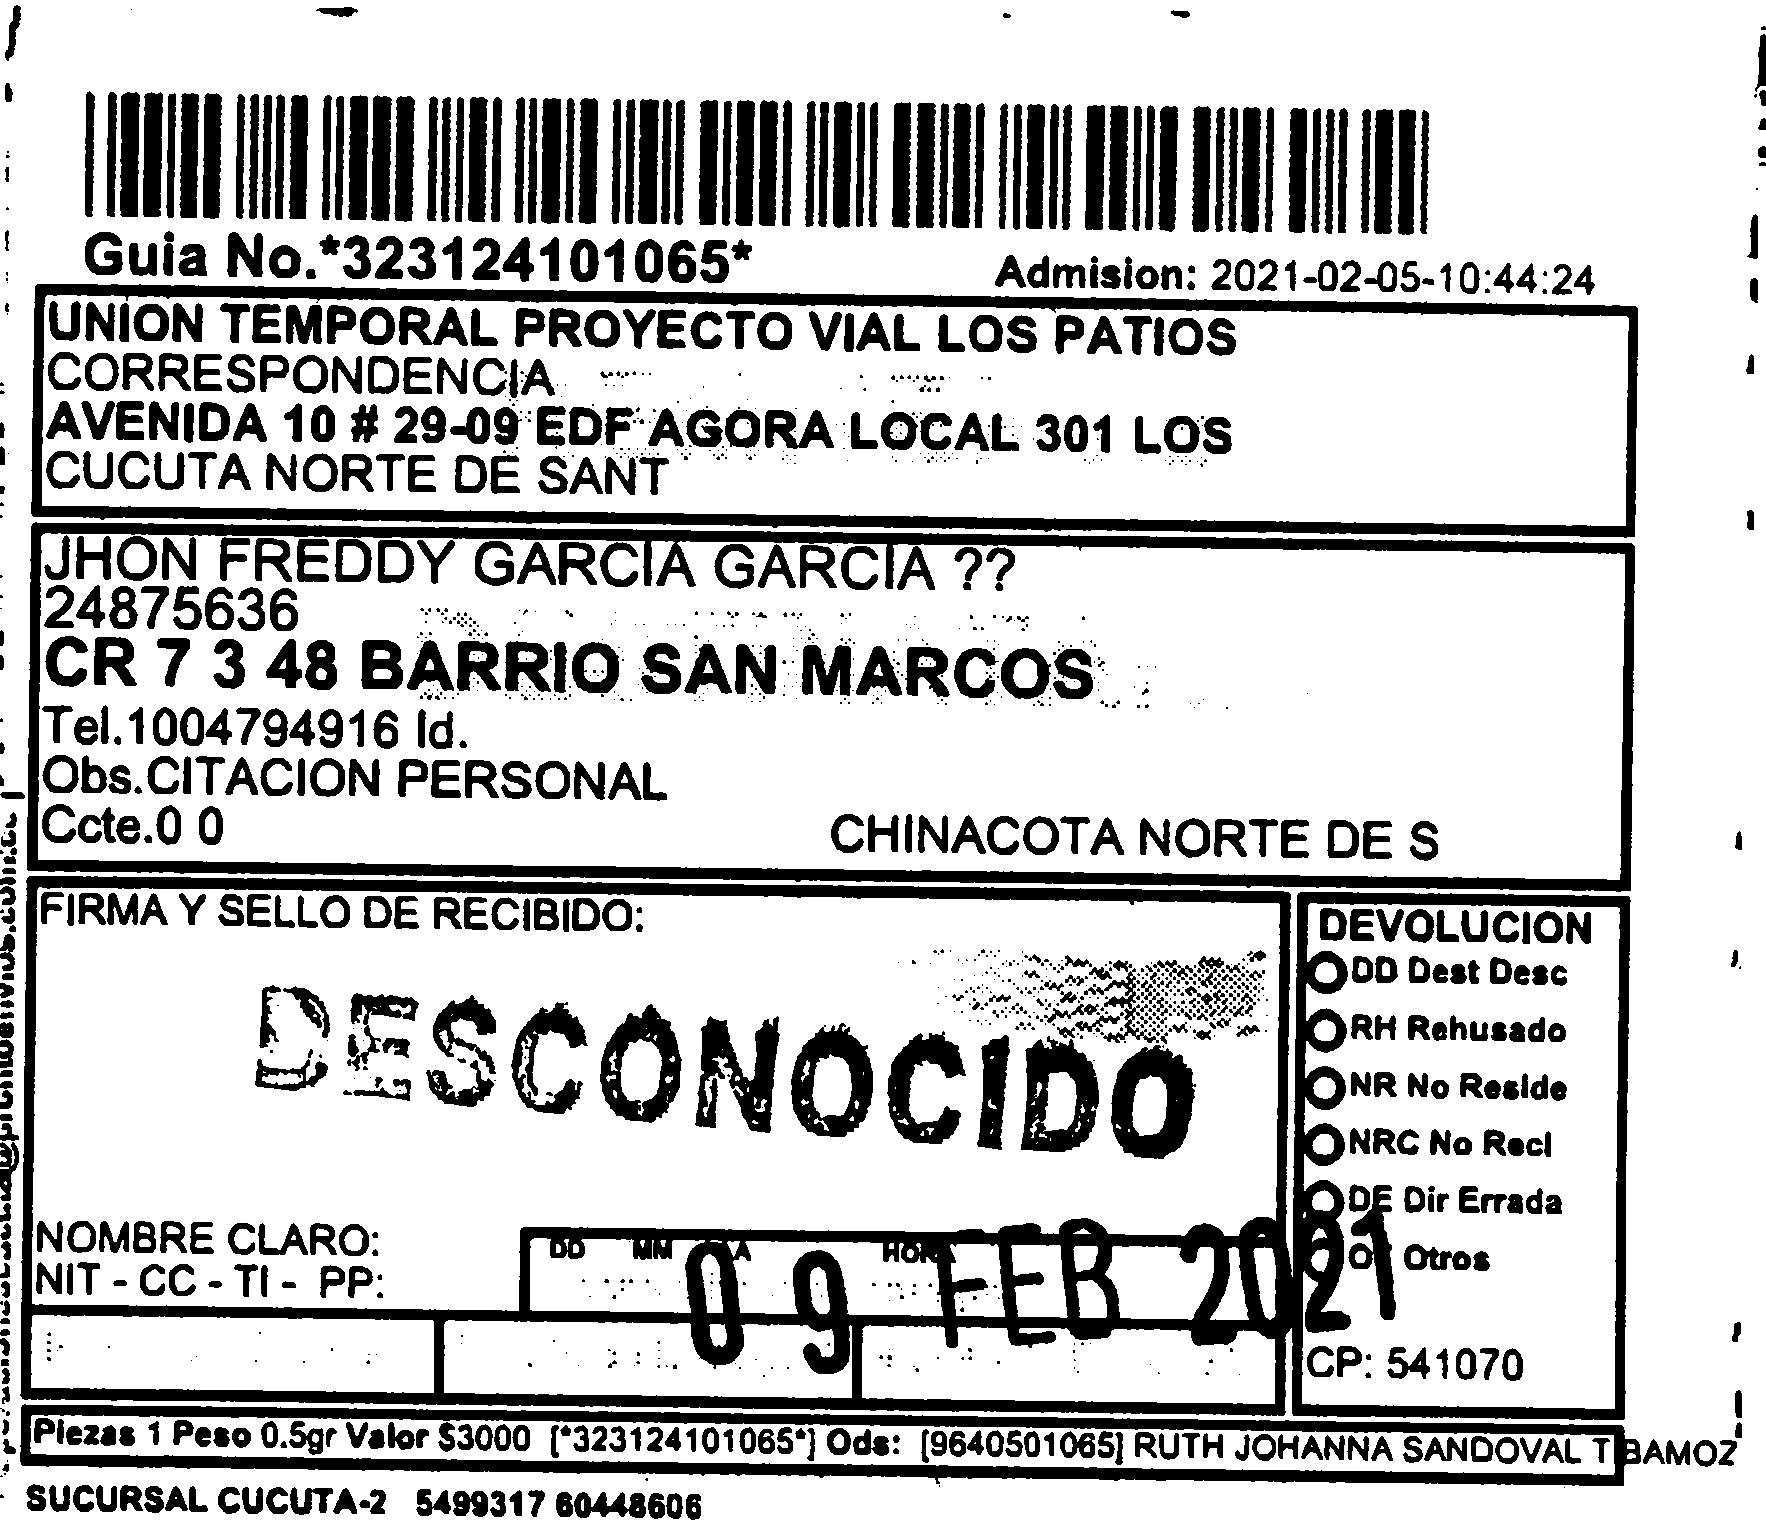 Guia No.*323124101065*
Admision: 2021-02-05-10:44:24
UNION TEMPORAL PROYECTO VIAL LOS PATIOS
CORRESPONDENCIA
AVENIDA 10 # 29-09 EDF AGORA LOCAL 301 LOS
CUCUTA NORTE DE SANT
JHON FREDDY GARCIA GARCIA ??
24875636
CR 7 3 48 BARRIO SAN MARCOS
Tel.1004794916 Id.
Obs.CITACION PERSONAL
Ccte.0 0
CHINACOTA NORTE DE S
FIRMA Y SELLO DE RECIBIDO:
DESCONOCIDO
NOMBRE CLARO:
NIT - CC - TI - PP:
DD MM AA HORA
09 FEB 2021
DEVOLUCION
DD Dest Desc
RH Rehusado
NR No Reside
NRC No Recl
DE Dir Errada
OT Otros
CP: 541070
Piezas 1 Peso 0.5gr Valor $3000 [*323124101065*] Ods: [9640501065] RUTH JOHANNA SANDOVAL TIBAMOZ
SUCURSAL CUCUTA-2 5499317 60448606